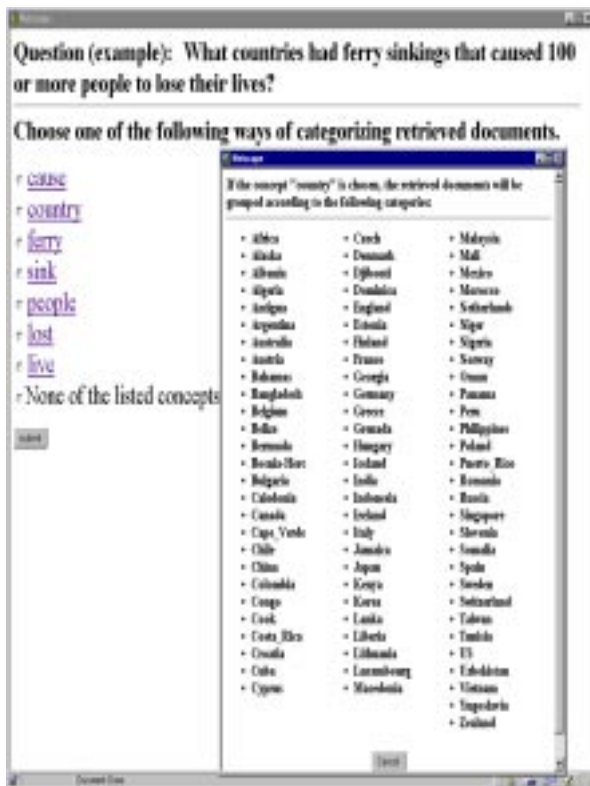 Netscape
Question (example): What countries had ferry sinkings that caused 100
or more people to lose their lives?
Choose one of the following ways of categorizing retrieved documents.
cause
country
ferry
sink
people
lost
live
None of the listed concepts
submit
Netscape
If the concept "country" is chosen, the retrieved documents will be
grouped according to the following categories:
Africa
Alaska
Albania
Algeria
Antigua
Argentina
Australia
Austria
Bahamas
Bangladesh
Belgium
Belize
Bermuda
Bosnia-Herc
Bulgaria
Caledonia
Canada
Cape_Verde
Chile
China
Colombia
Congo
Cook
Costa_Rica
Croatia
Cuba
Cyprus
Czech
Denmark
Djibouti
Dominica
England
Estonia
Finland
France
Georgia
Germany
Greece
Grenada
Hungary
Iceland
India
Indonesia
Ireland
Italy
Jamaica
Japan
Kenya
Korea
Lanka
Liberia
Lithuania
Luxembourg
Macedonia
Malaysia
Mali
Mexico
Morocco
Netherlands
Niger
Nigeria
Norway
Oman
Panama
Peru
Philippines
Poland
Puerto_Rico
Romania
Russia
Singapore
Slovenia
Somalia
Spain
Sweden
Switzerland
Taiwan
Tunisia
US
Uzbekistan
Vietnam
Yugoslavia
Zealand
Cancel
Document: Done